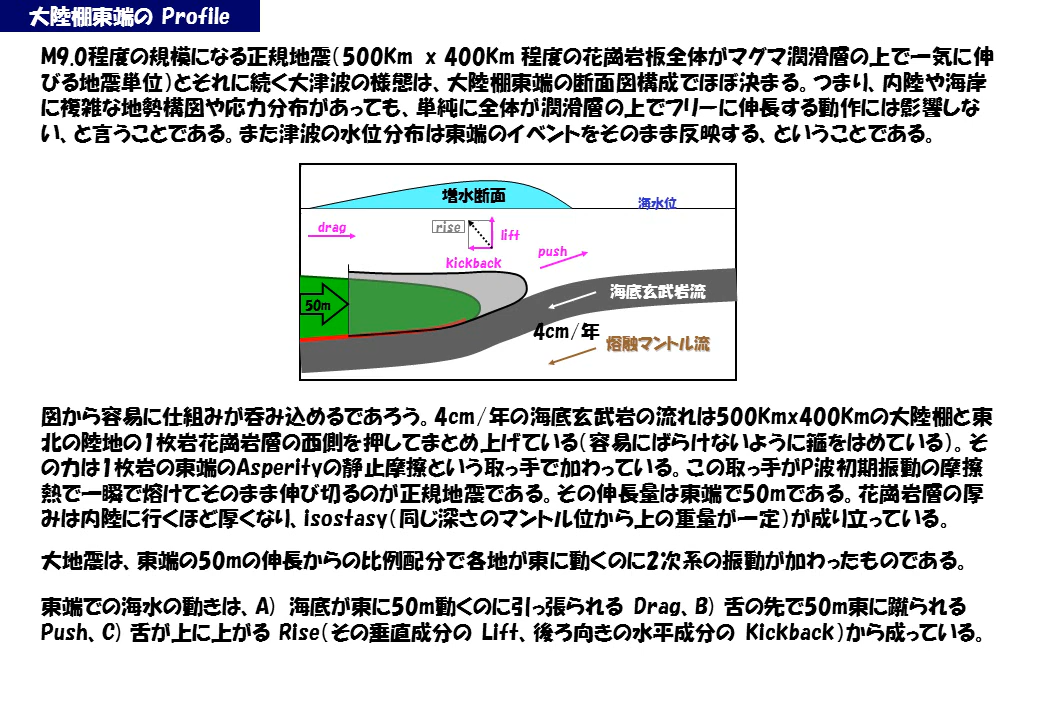 大陸棚東端の Profile
M9.0程度の規模になる正規地震(500Km x 400Km 程度の花崗岩板全体がマグマ潤滑層の上で一気に伸
びる地震単位)とそれに続く大津波の様態は、大陸棚東端の断面図構成でほぼ決まる。つまり、内陸や海岸
に複雑な地勢構図や応力分布があっても、単純に全体が潤滑層の上でフリーに伸長する動作には影響しな
い、と言うことである。また津波の水位分布は東端のイベントをそのまま反映する、ということである。
増水断面
海水位
drag
rise
lift
push
Kickback
50m
海底玄武岩流
4cm/年
熔融マントル流
図から容易に仕組みが呑み込めるであろう。4cm/年の海底玄武岩の流れは500Kmx400Kmの大陸棚と東
北の陸地の1枚岩花崗岩層の西側を押してまとめ上げている(容易にばらけないように箍をはめている)。そ
の力は1枚岩の東端のAsperityの静止摩擦という取っ手で加わっている。この取っ手がP波初期振動の摩擦
熱で一瞬で熔けてそのまま伸び切るのが正規地震である。その伸長量は東端で50mである。花崗岩層の厚
みは内陸に行くほど厚くなり、isostasy(同じ深さのマントル位から上の重量が一定)が成り立っている。
大地震は、東端の50mの伸長からの比例配分で各地が東に動くのに2次系の振動が加わったものである。
東端での海水の動きは、A) 海底が東に50m動くのに引っ張られる Drag、B) 舌の先で50m東に蹴られる
Push、C) 舌が上に上がる Rise(その垂直成分の Lift、後ろ向きの水平成分の Kickback)から成っている。